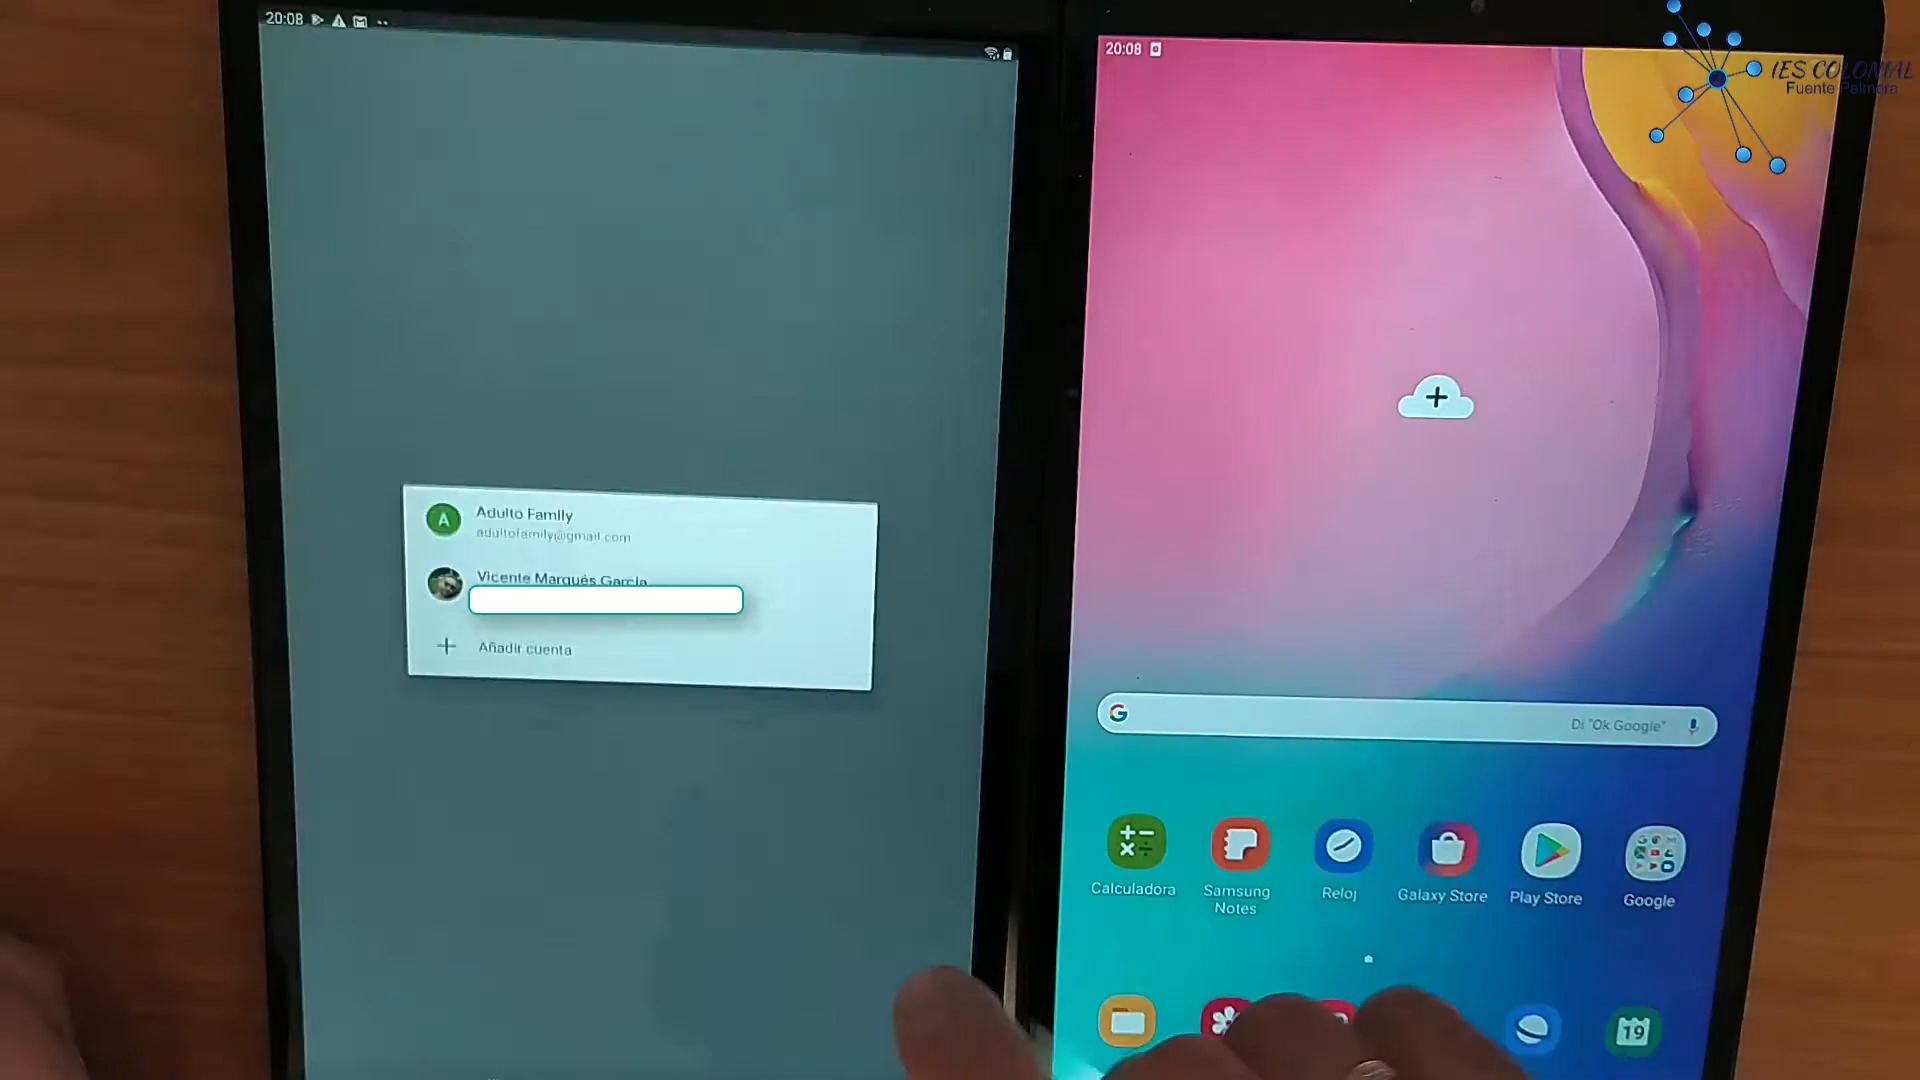 20:08
Adulto Family
adultofamily@gmail.com
Vicente Marqués García
Añadir cuenta
20:08
IES COLONIAL
Fuente Palmera
Di "Ok Google"
Calculadora
Samsung
Notes
Reloj
Galaxy Store
Play Store
Google
19